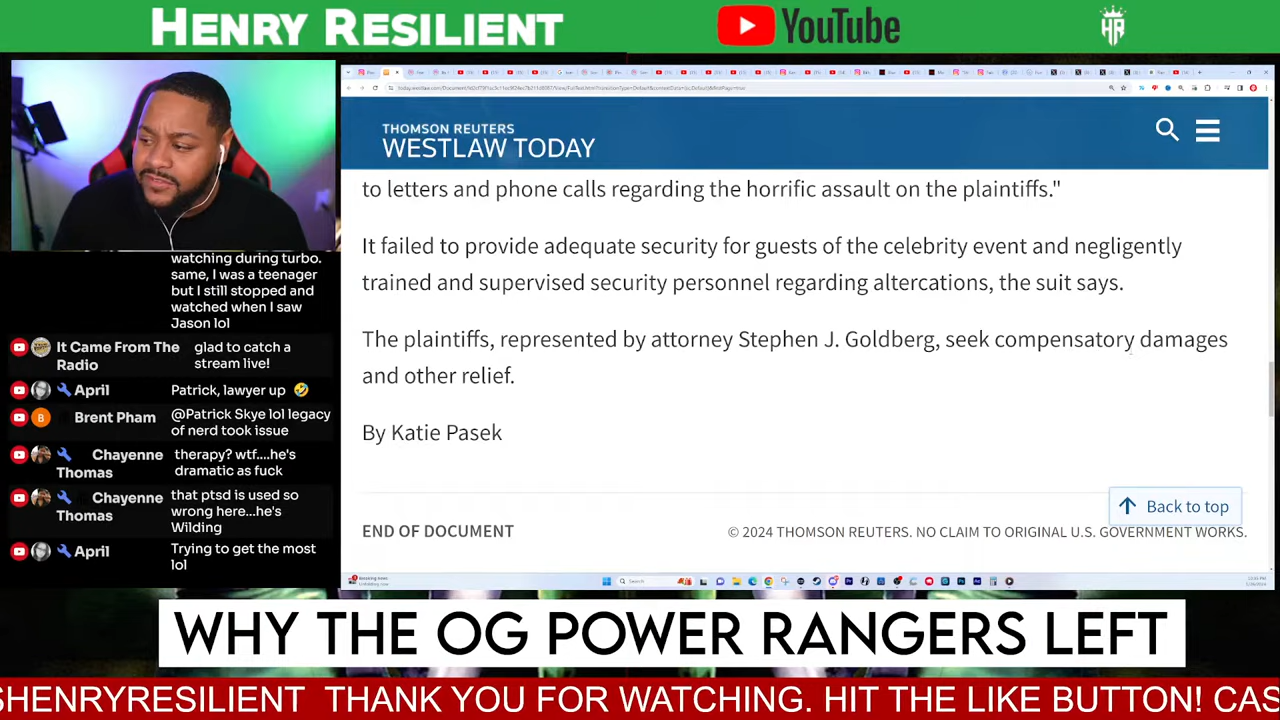 HENRY RESILIENT
YouTube
HR
THOMSON REUTERS
WESTLAW TODAY
to letters and phone calls regarding the horrific assault on the plaintiffs."
It failed to provide adequate security for guests of the celebrity event and negligently
trained and supervised security personnel regarding altercations, the suit says.
The plaintiffs, represented by attorney Stephen J. Goldberg, seek compensatory damages
and other relief.
By Katie Pasek
Back to top
END OF DOCUMENT
© 2024 THOMSON REUTERS. NO CLAIM TO ORIGINAL U.S. GOVERNMENT WORKS.
watching during turbo.
same, I was a teenager
but I still stopped and
watched when I saw
Jason lol
It Came From The glad to catch a
Radio stream live!
April Patrick, lawyer up 🤣
Brent Pham @Patrick Skye lol legacy
of nerd took issue
Chayenne therapy? wtf....he's
Thomas dramatic as fuck
Chayenne that ptsd is used so
Thomas wrong here...he's
Wilding
April Trying to get the most
lol
Search
WHY THE OG POWER RANGERS LEFT
SHENRYRESILIENT THANK YOU FOR WATCHING. HIT THE LIKE BUTTON! CAS